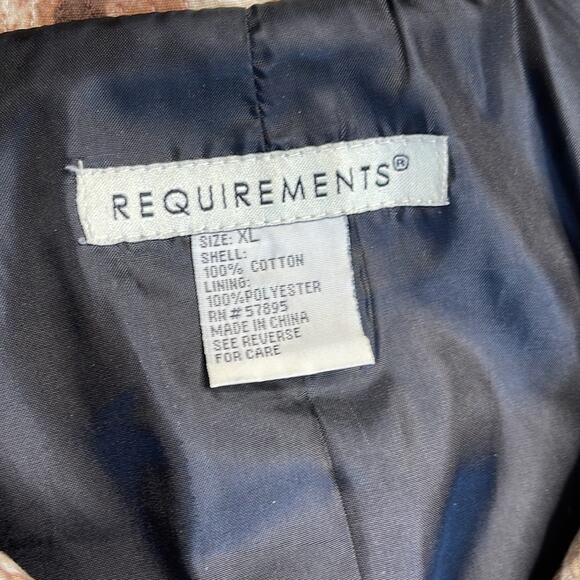 REQUIREMENTS®
SIZE: XL
SHELL:
100% COTTON
LINING:
100%POLYESTER
RN#57895
MADE IN CHINA
SEE REVERSE
FOR CARE